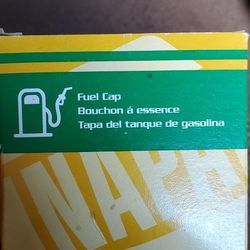 Fuel Cap
Bouchon á essence
Tapa del tanque de gasolina
NAPA